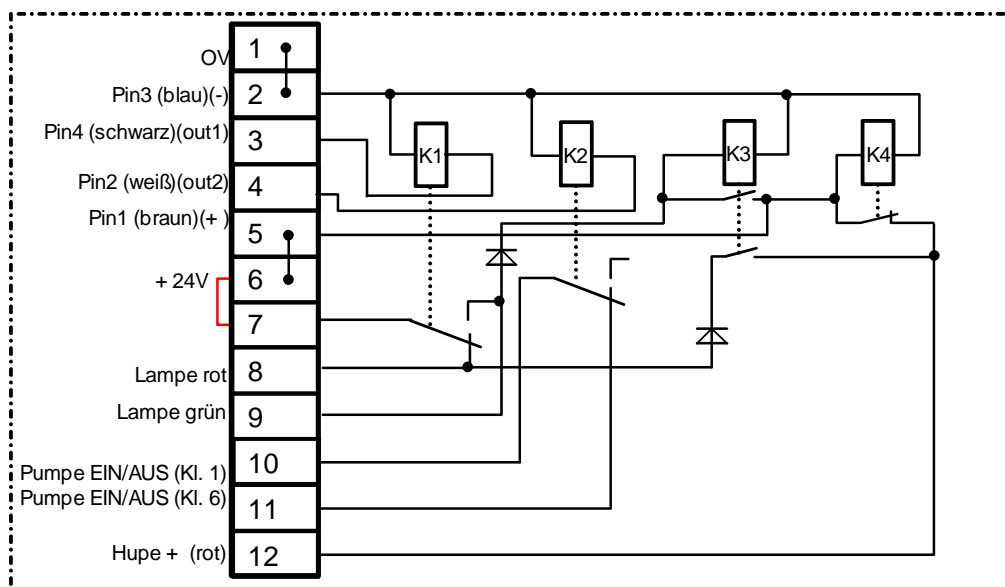 1
OV
Pin3 (blau)(-)
2
Pin4 (schwarz)(out1)
3
K1
K2
K3
K4
Pin2 (weiß)(out2)
4
Pin1 (braun)(+ )
5
+ 24V
6
7
Lampe rot
8
Lampe grün
9
Pumpe EIN/AUS (Kl. 1)
10
Pumpe EIN/AUS (Kl. 6)
11
Hupe + (rot)
12